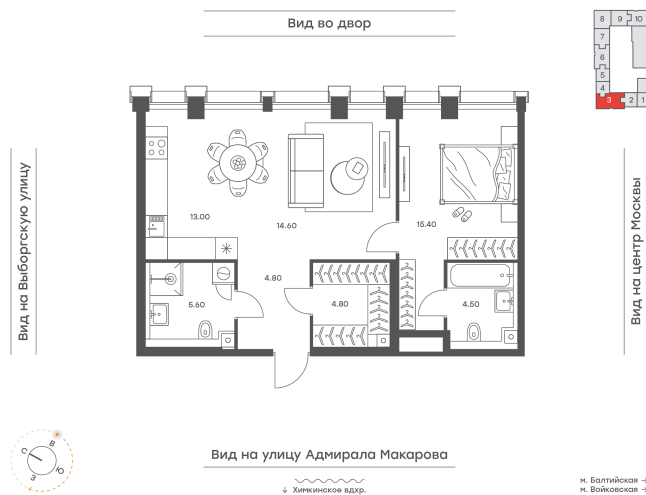 Вид во двор
8 9 10
7
6
5
4
3 2 1
Вид на Выборгскую улицу
Вид на центр Москвы
13.00
14.60
15.40
4.80
5.60
4.80
4.50
Вид на улицу Адмирала Макарова
↓ Химкинское вдхр.
С
В
З
Ю
м. Балтийская
м. Войковская